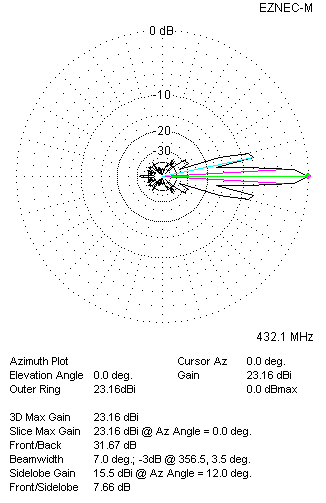 EZNEC-M
0 dB
-10
-20
-30
432.1 MHz
Azimuth Plot Cursor Az 0.0 deg.
Elevation Angle 0.0 deg. Gain 23.16 dBi
Outer Ring 23.16dBi 0.0 dBmax
3D Max Gain 23.16 dBi
Slice Max Gain 23.16 dBi @ Az Angle = 0.0 deg.
Front/Back 31.67 dB
Beamwidth 7.0 deg.; -3dB @ 356.5, 3.5 deg.
Sidelobe Gain 15.5 dBi @ Az Angle = 12.0 deg.
Front/Sidelobe 7.66 dB